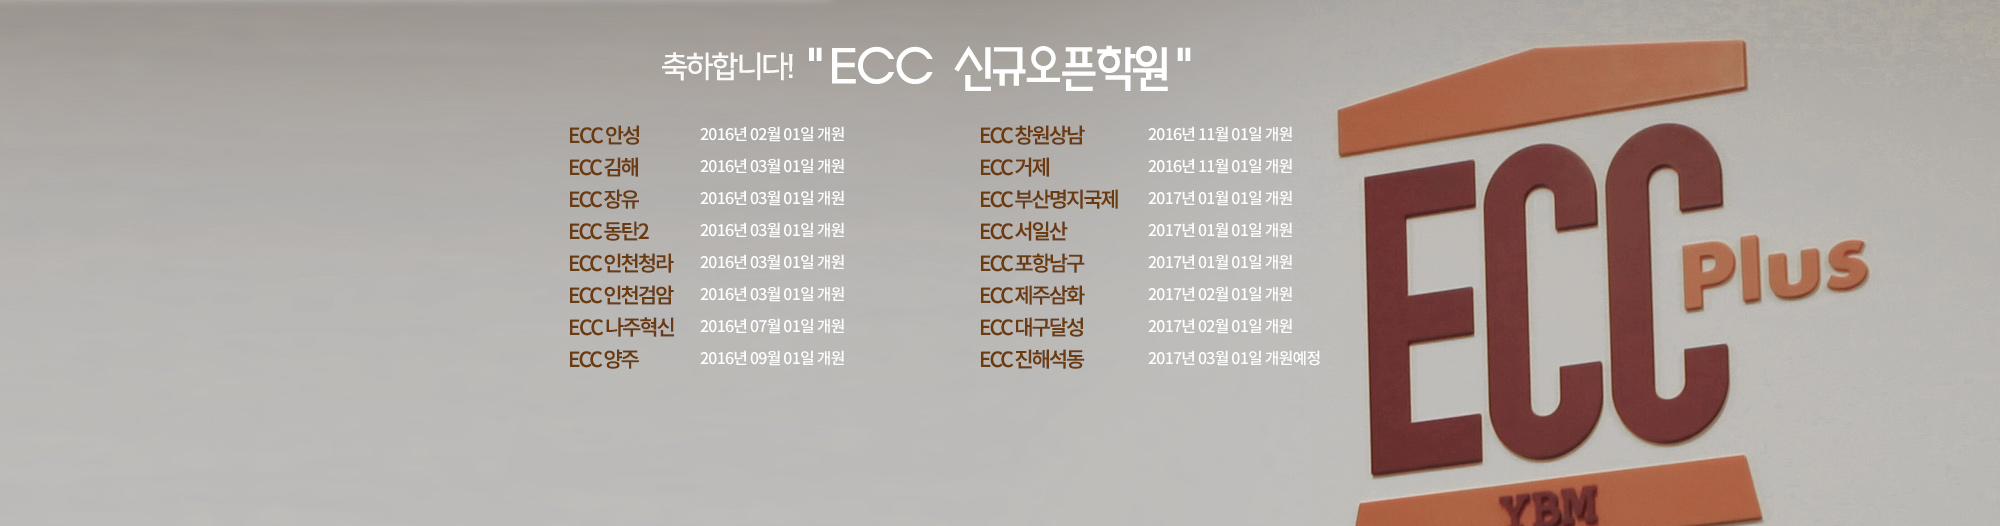 축하합니다! "ECC 신규오픈학원"
ECC 안성 2016년 02월 01일 개원
ECC 김해 2016년 03월 01일 개원
ECC 장유 2016년 03월 01일 개원
ECC 동탄2 2016년 03월 01일 개원
ECC 인천청라 2016년 03월 01일 개원
ECC 인천검암 2016년 03월 01일 개원
ECC 나주혁신 2016년 07월 01일 개원
ECC 양주 2016년 09월 01일 개원
ECC 창원상남 2016년 11월 01일 개원
ECC 거제 2016년 11월 01일 개원
ECC 부산명지국제 2017년 01월 01일 개원
ECC 서일산 2017년 01월 01일 개원
ECC 포항남구 2017년 01월 01일 개원
ECC 제주삼화 2017년 02월 01일 개원
ECC 대구달성 2017년 02월 01일 개원
ECC 진해석동 2017년 03월 01일 개원예정
ECC
Plus
YBM